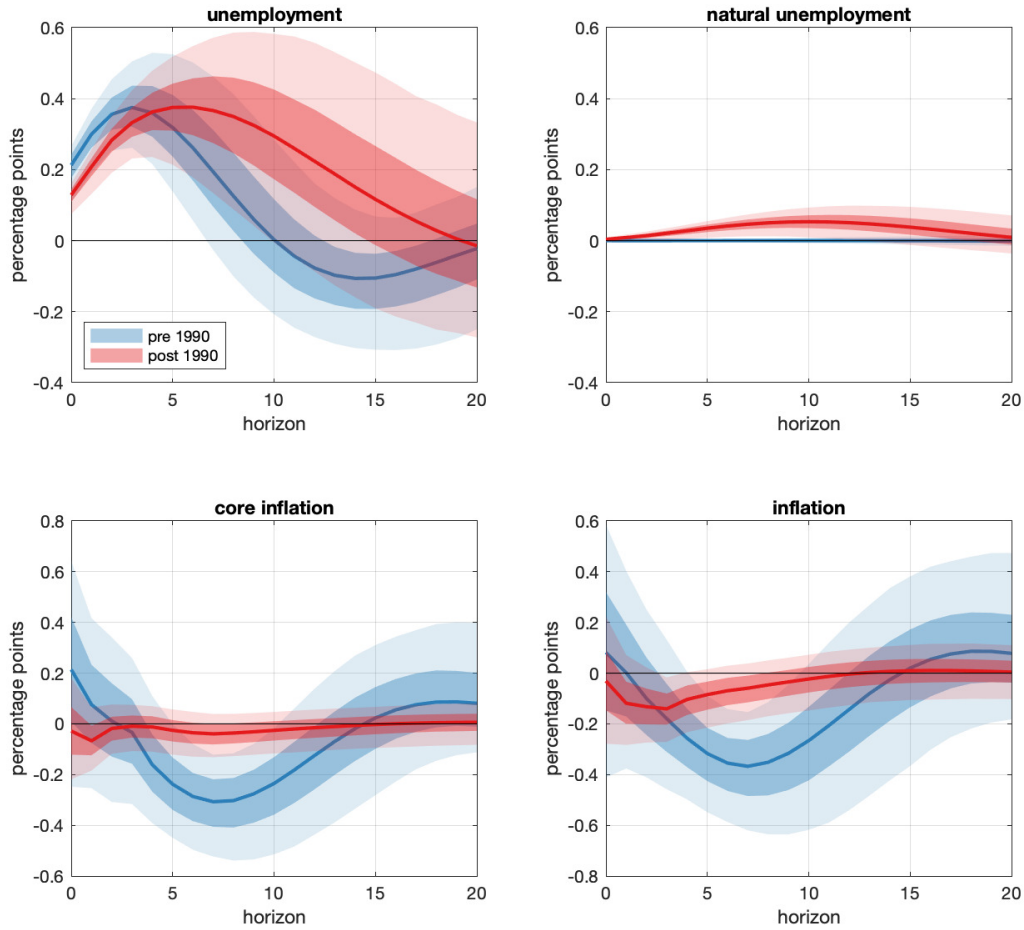 unemployment
0.6
0.4
0.2
0
-0.2
-0.4
percentage points
pre 1990
post 1990
0 5 10 15 20
horizon
natural unemployment
0.6
0.4
0.2
0
-0.2
-0.4
percentage points
0 5 10 15 20
horizon
core inflation
0.8
0.6
0.4
0.2
0
-0.2
-0.4
-0.6
percentage points
0 5 10 15 20
horizon
inflation
0.6
0.4
0.2
0
-0.2
-0.4
-0.6
-0.8
percentage points
0 5 10 15 20
horizon